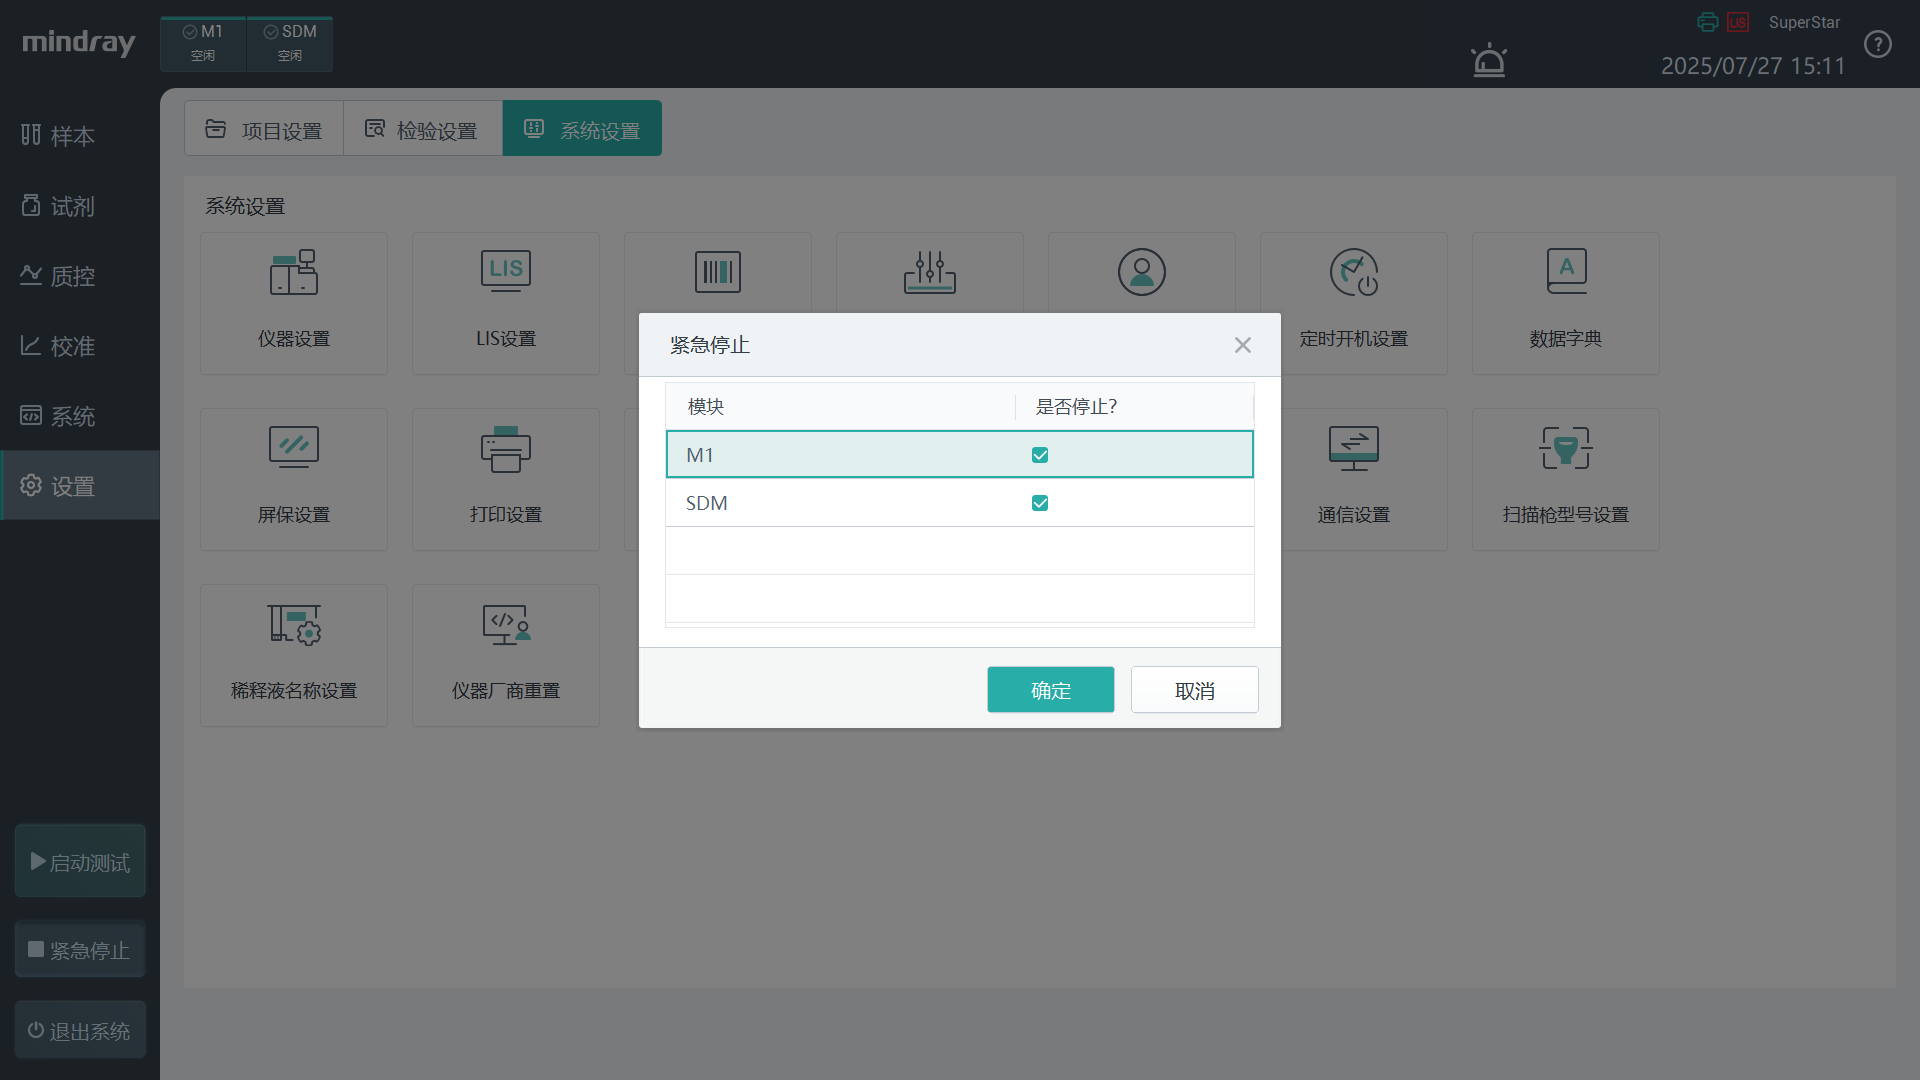 mindray
M1
空闲
SDM
空闲
LIS
SuperStar
2025/07/27 15:11
?
样本
试剂
质控
校准
系统
设置
启动测试
紧急停止
退出系统
项目设置
检验设置
系统设置
系统设置
仪器设置
LIS
LIS设置
定时开机设置
A
数据字典
屏保设置
打印设置
通信设置
扫描枪型号设置
稀释液名称设置
仪器厂商重置
紧急停止
模块
是否停止?
M1
SDM
确定
取消